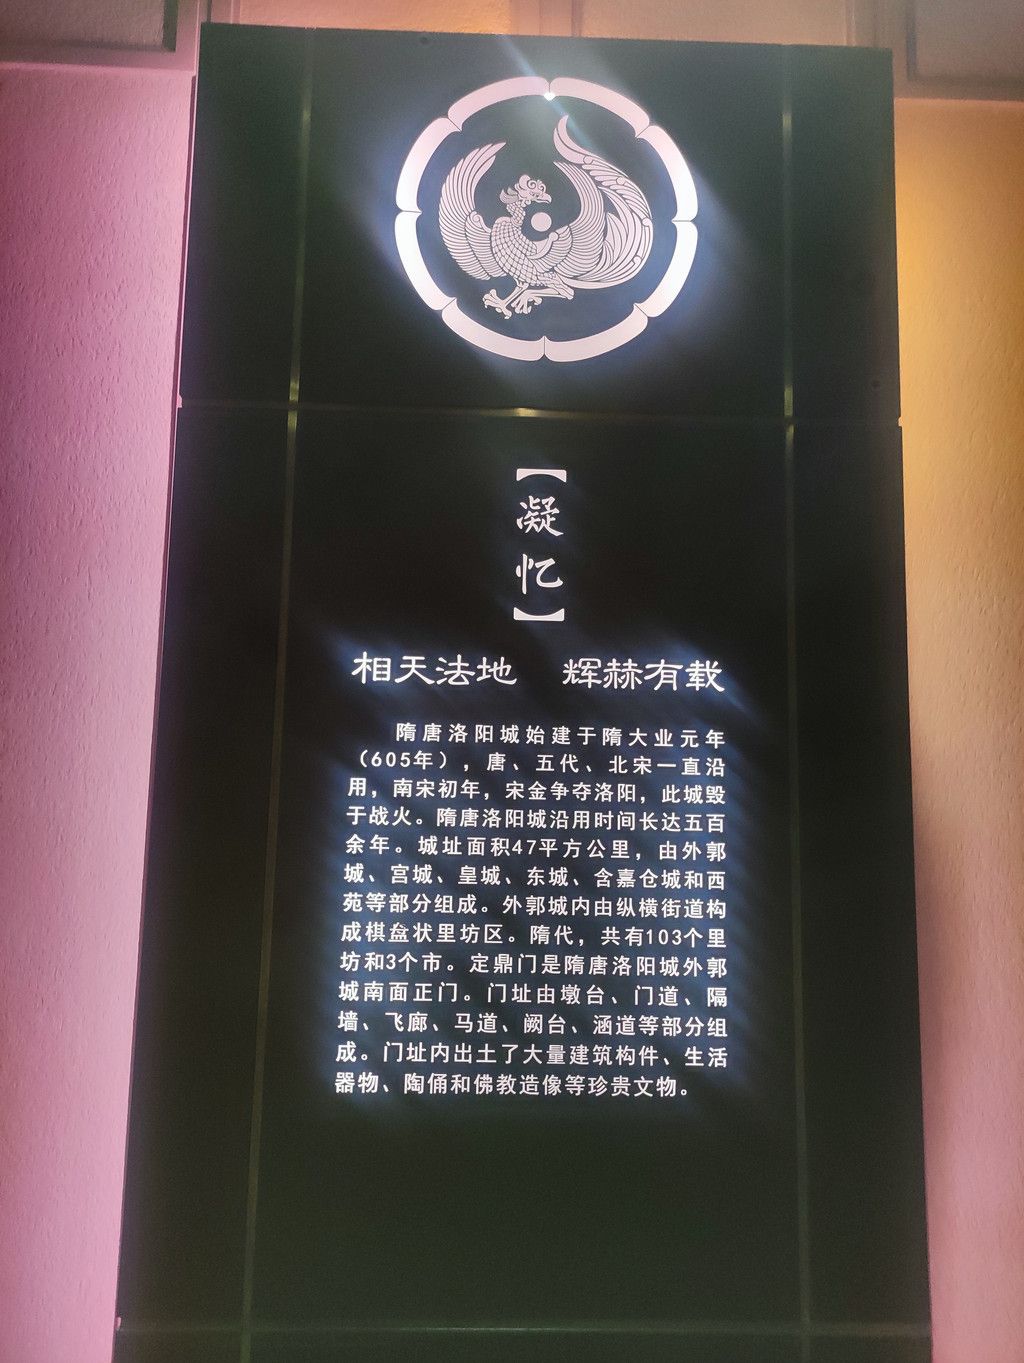 【凝忆】
相天法地 辉赫有载
隋唐洛阳城始建于隋大业元年
（605年），唐、五代、北宋一直沿
用，南宋初年，宋金争夺洛阳，此城毁
于战火。隋唐洛阳城沿用时间长达五百
余年。城址面积47平方公里，由外郭
城、宫城、皇城、东城、含嘉仓城和西
苑等部分组成。外郭城内由纵横街道构
成棋盘状里坊区。隋代，共有103个里
坊和3个市。定鼎门是隋唐洛阳城外郭
城南面正门。门址由墩台、门道、隔
墙、飞廊、马道、阙台、涵道等部分组
成。门址内出土了大量建筑构件、生活
器物、陶俑和佛教造像等珍贵文物。